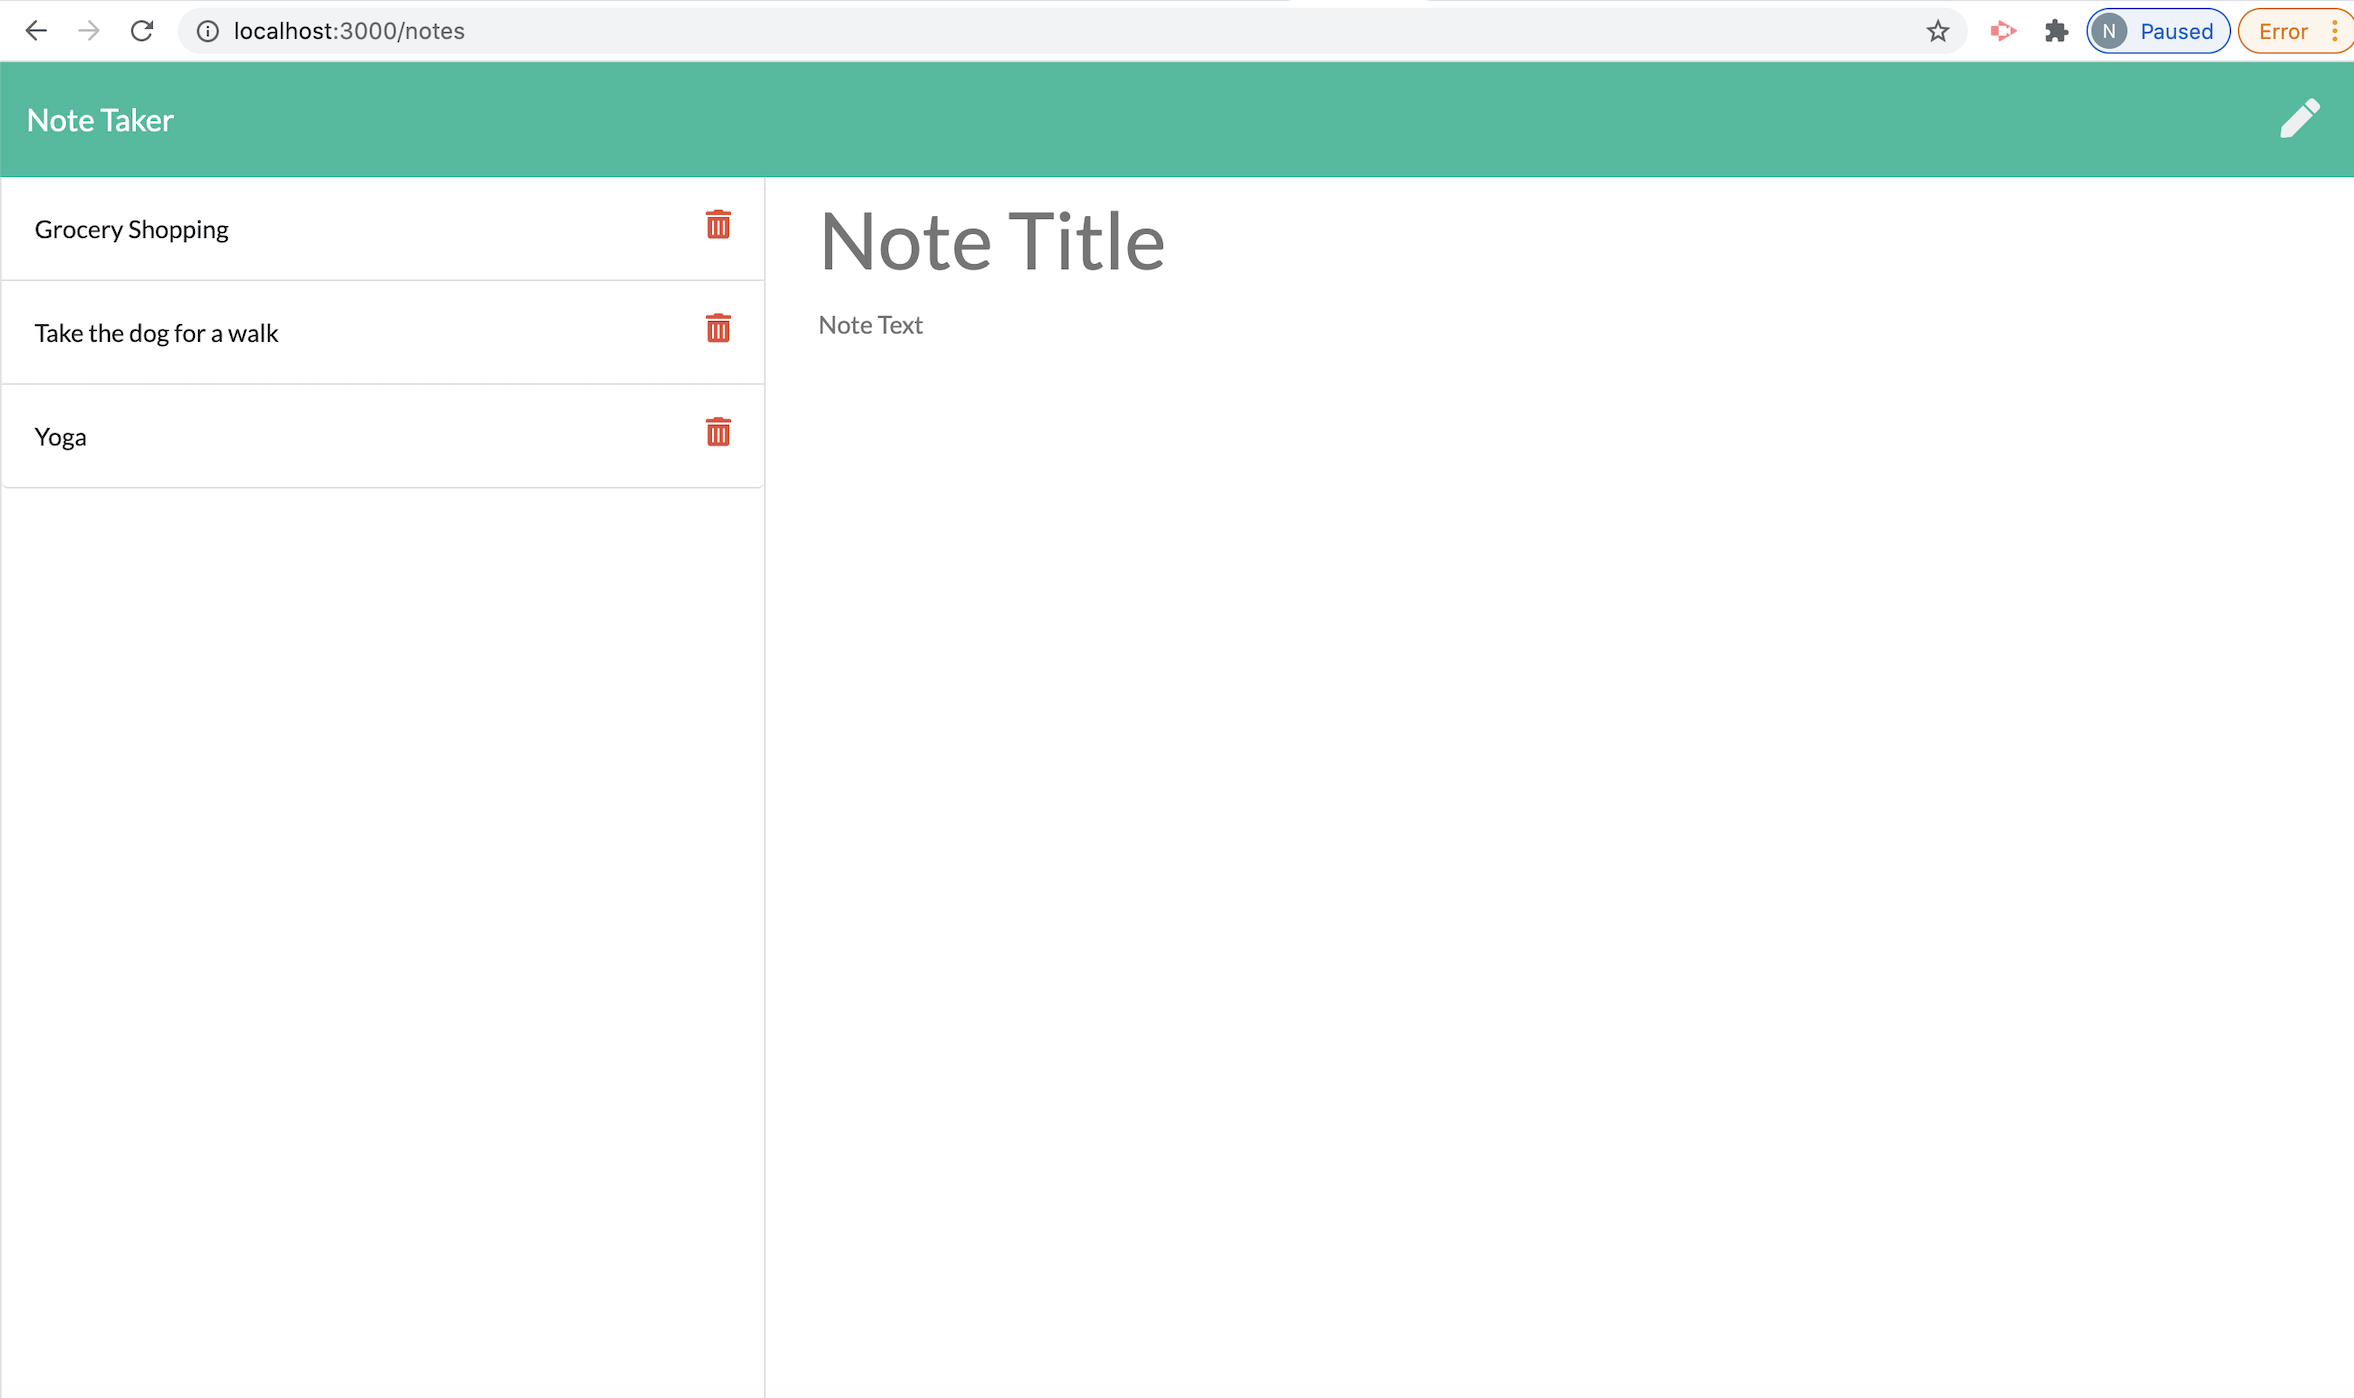 localhost:3000/notes
N Paused Error
Note Taker
Grocery Shopping
Take the dog for a walk
Yoga
Note Title
Note Text